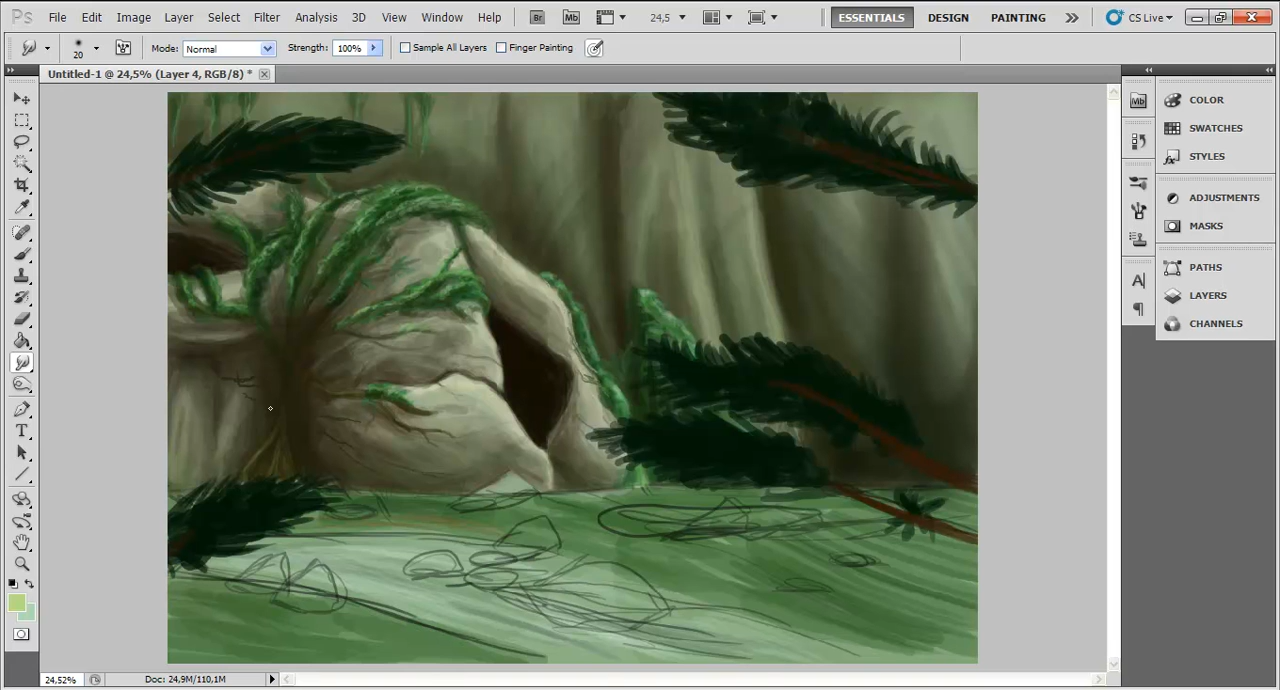 Ps File Edit Image Layer Select Filter Analysis 3D View Window Help Br Mb 24,5 ESSENTIALS DESIGN PAINTING CS Live
20 Mode: Normal Strength: 100% Sample All Layers Finger Painting
Untitled-1 @ 24,5% (Layer 4, RGB/8) *
Mb COLOR
SWATCHES
STYLES
ADJUSTMENTS
MASKS
PATHS
LAYERS
CHANNELS
24,52% Doc: 24,9M/110,1M